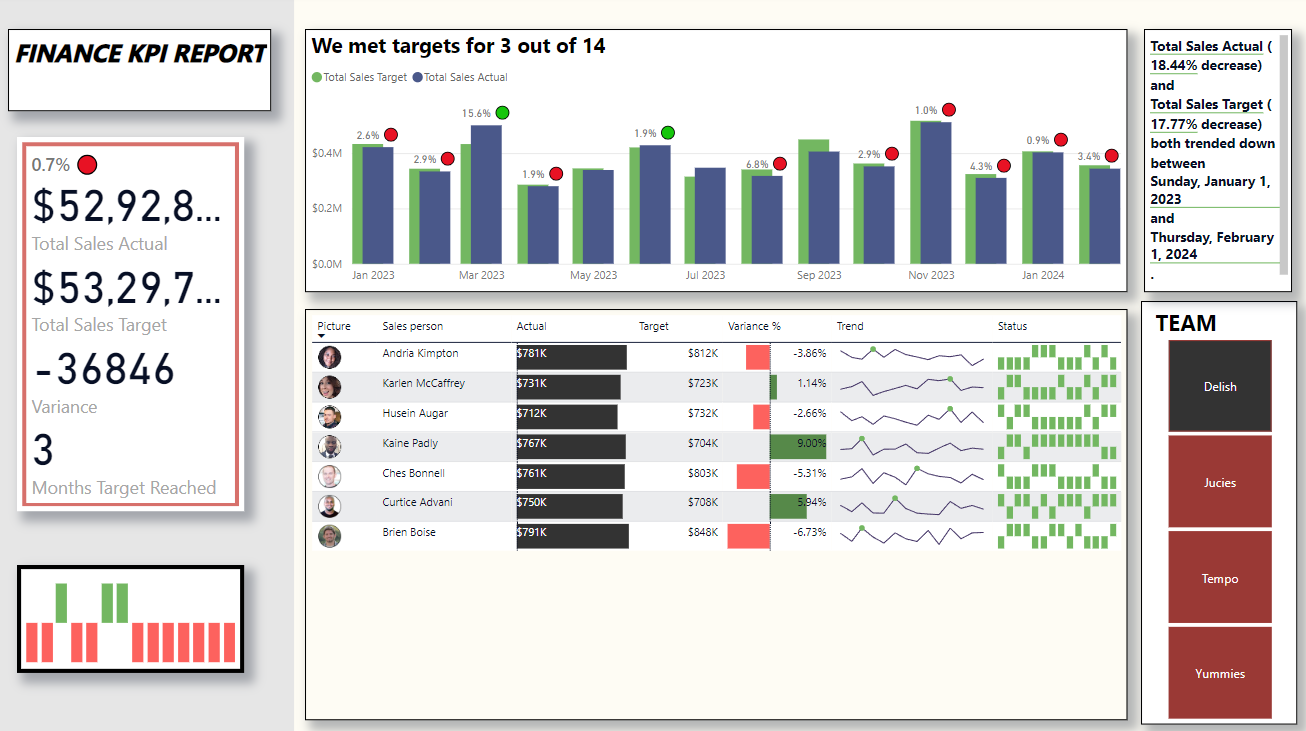 FINANCE KPI REPORT
0.7%
$52,92,8...
Total Sales Actual
$53,29,7...
Total Sales Target
-36846
Variance
3
Months Target Reached
We met targets for 3 out of 14
Total Sales Target Total Sales Actual
$0.4M
$0.2M
$0.0M
2.6%
2.9%
15.6%
1.9%
1.9%
6.8%
2.9%
1.0%
4.3%
0.9%
3.4%
Jan 2023 Mar 2023 May 2023 Jul 2023 Sep 2023 Nov 2023 Jan 2024
Total Sales Actual (
18.44% decrease)
and
Total Sales Target (
17.77% decrease)
both trended down
between
Sunday, January 1,
2023
and
Thursday, February
1, 2024
.
Picture Sales person Actual Target Variance % Trend Status
Andria Kimpton $781K $812K -3.86%
Karlen McCaffrey $731K $723K 1.14%
Husein Augar $712K $732K -2.66%
Kaine Padly $767K $704K 9.00%
Ches Bonnell $761K $803K -5.31%
Curtice Advani $750K $708K 5.94%
Brien Boise $791K $848K -6.73%
TEAM
Delish
Jucies
Tempo
Yummies